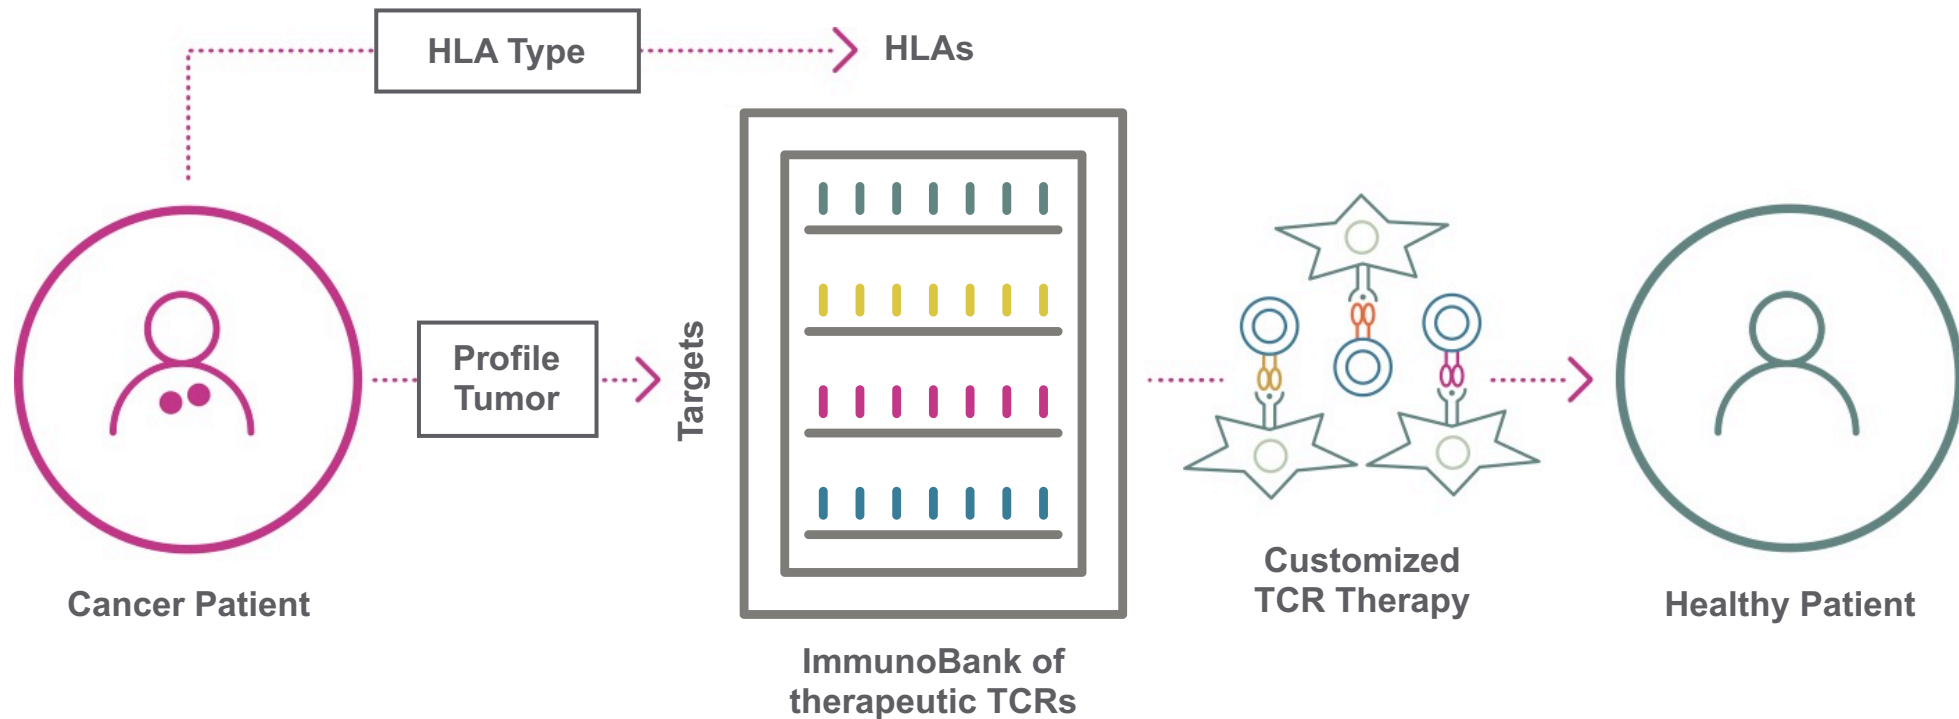 HLA Type
HLAs
Profile
Tumor
Targets
Cancer Patient
ImmunoBank of
therapeutic TCRs
Customized
TCR Therapy
Healthy Patient